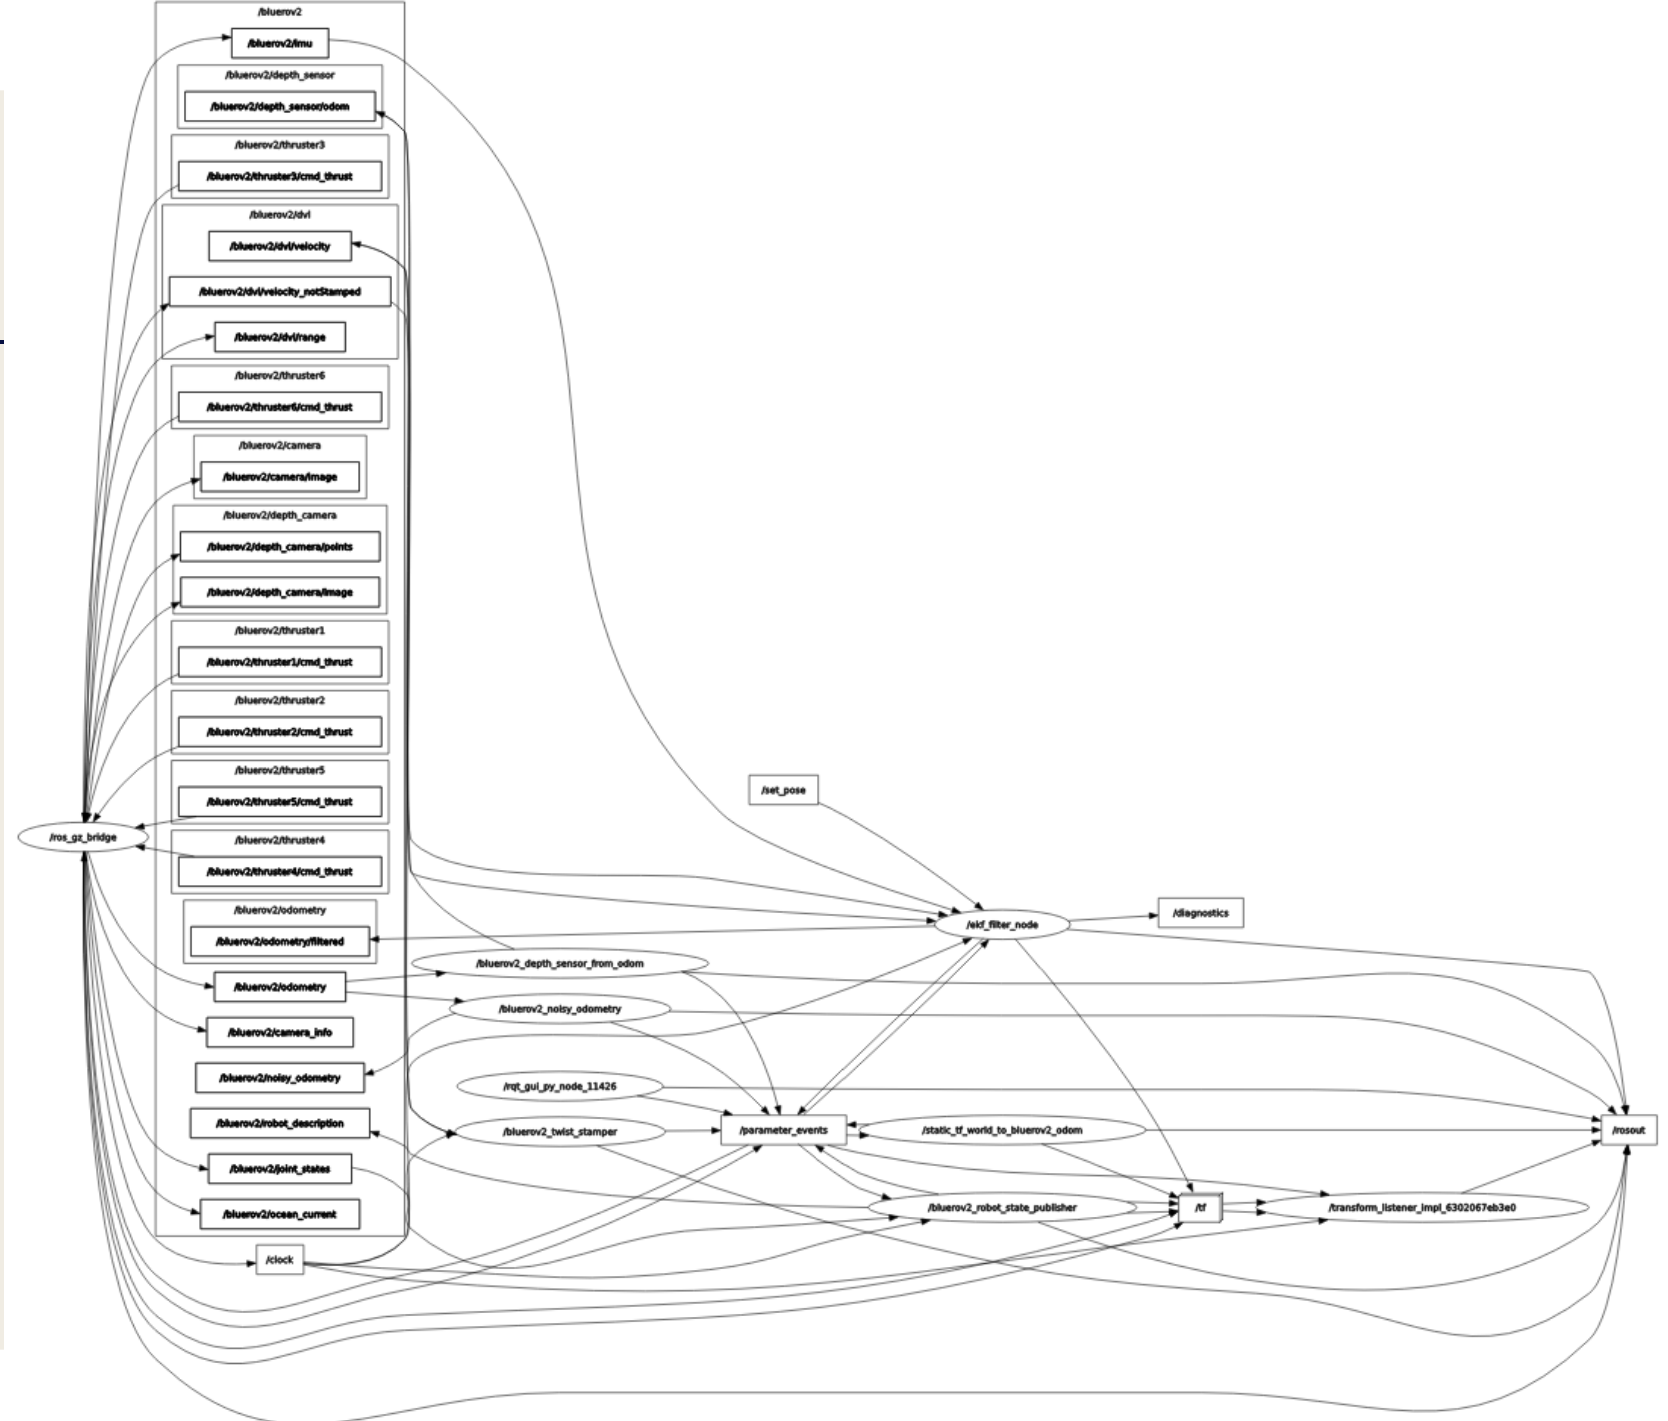 /bluerov2
/bluerov2/imu
/bluerov2/depth_sensor
/bluerov2/depth_sensor/odom
/bluerov2/thruster3
/bluerov2/thruster3/cmd_thrust
/bluerov2/dvl
/bluerov2/dvl/velocity
/bluerov2/dvl/velocity_notStamped
/bluerov2/dvl/range
/bluerov2/thruster6
/bluerov2/thruster6/cmd_thrust
/bluerov2/camera
/bluerov2/camera/image
/bluerov2/depth_camera
/bluerov2/depth_camera/points
/bluerov2/depth_camera/image
/bluerov2/thruster1
/bluerov2/thruster1/cmd_thrust
/bluerov2/thruster2
/bluerov2/thruster2/cmd_thrust
/bluerov2/thruster5
/bluerov2/thruster5/cmd_thrust
/set_pose
/ros_gz_bridge
/bluerov2/thruster4
/bluerov2/thruster4/cmd_thrust
/bluerov2/odometry
/bluerov2/odometry/filtered
/ekf_filter_node
/diagnostics
/bluerov2_depth_sensor_from_odom
/bluerov2/odometry
/bluerov2_noisy_odometry
/bluerov2/camera_info
/bluerov2/noisy_odometry
/rqt_gui_py_node_11426
/bluerov2/robot_description
/bluerov2_twist_stamper
/parameter_events
/static_tf_world_to_bluerov2_odom
/rosout
/bluerov2/joint_states
/bluerov2/ocean_current
/bluerov2_robot_state_publisher
/tf
/transform_listener_impl_6302067eb3e0
/clock